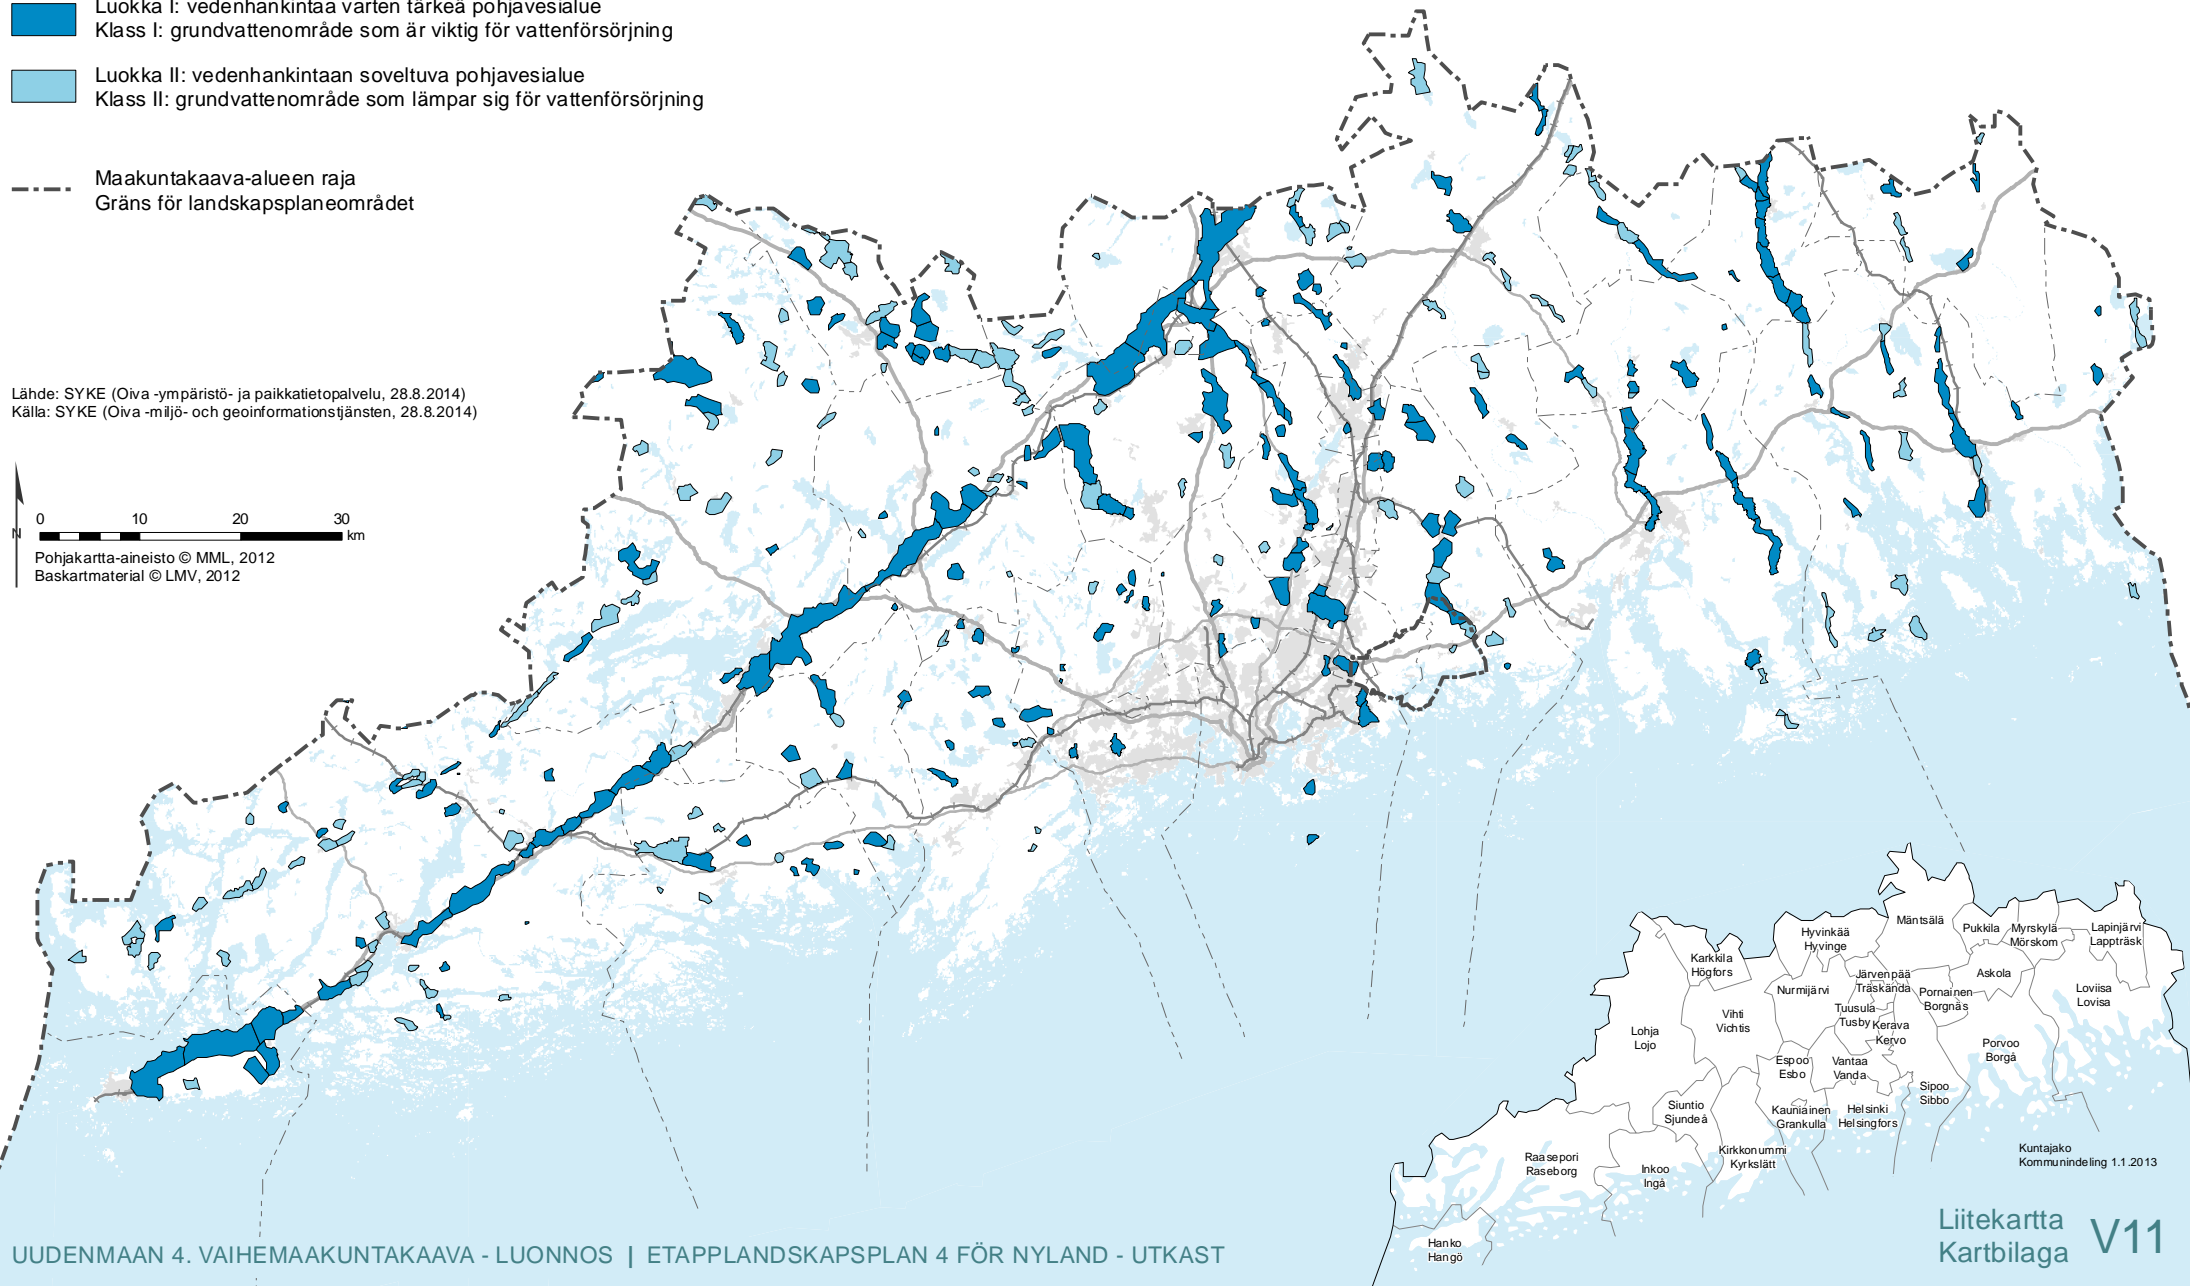 Luokka I: vedenhankintaa varten tärkeä pohjavesialue
Klass I: grundvattenområde som är viktig för vattenförsörjning
Luokka II: vedenhankintaan soveltuva pohjavesialue
Klass II: grundvattenområde som lämpar sig för vattenförsörjning
Maakuntakaava-alueen raja
Gräns för landskapsplaneområdet
Lähde: SYKE (Oiva -ympäristö- ja paikkatietopalvelu, 28.8.2014)
Källa: SYKE (Oiva -miljö- och geoinformationstjänsten, 28.8.2014)
N
0 10 20 30
km
Pohjakartta-aineisto © MML, 2012
Baskartmaterial © LMV, 2012
Mäntsälä
Hyvinkää
Hyvinge
Pukkila
Myrskylä
Mörskom
Lapinjärvi
Lappträsk
Karkkila
Högfors
Järvenpää
Träskända
Askola
Nurmijärvi
Pornainen
Borgnäs
Loviisa
Lovisa
Vihti
Vichtis
Tuusula
Tusby
Kerava
Kervo
Lohja
Lojo
Porvoo
Borgå
Espoo
Esbo
Vantaa
Vanda
Sipoo
Sibbo
Siuntio
Sjundeå
Kauniainen
Grankulla
Helsinki
Helsingfors
Kirkkonummi
Kyrkslätt
Raasepori
Raseborg
Inkoo
Ingå
Hanko
Hangö
Kuntajako
Kommunindeling 1.1.2013
Liitekartta
Kartbilaga
V11
UUDENMAAN 4. VAIHEMAAKUNTAKAAVA - LUONNOS | ETAPPLANDSKAPSPLAN 4 FÖR NYLAND - UTKAST